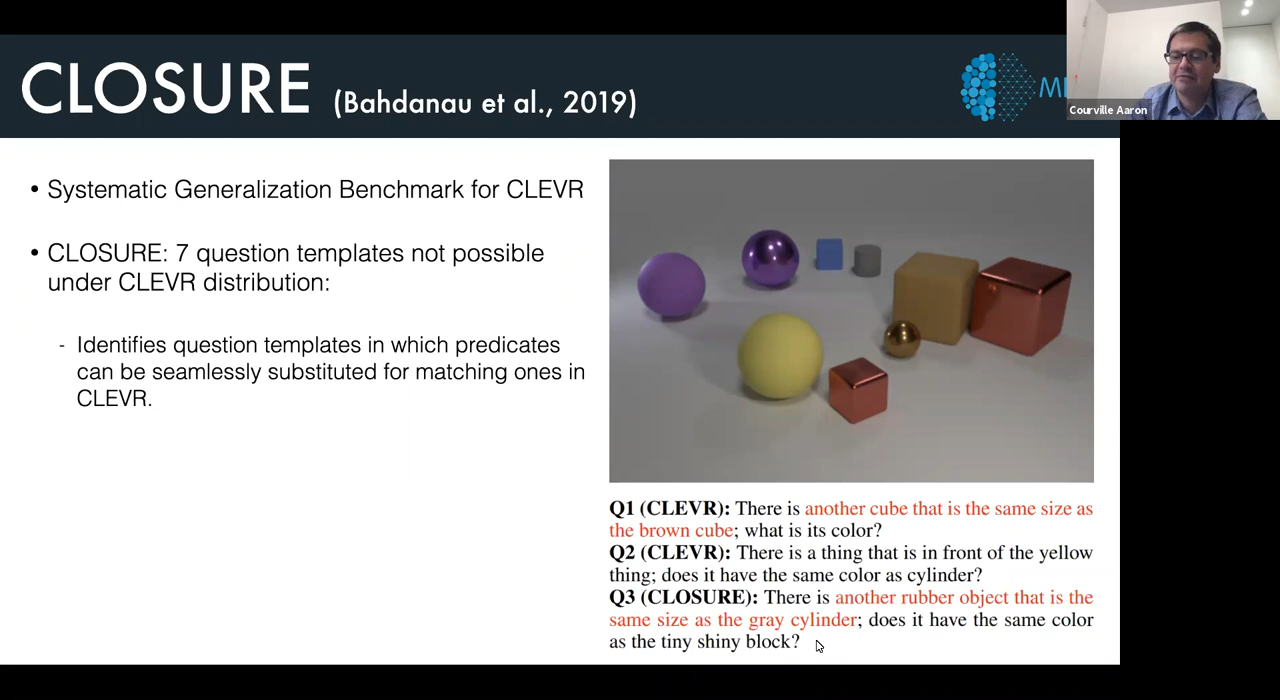 CLOSURE (Bahdanau et al., 2019)
Courville Aaron
• Systematic Generalization Benchmark for CLEVR
• CLOSURE: 7 question templates not possible
under CLEVR distribution:
- Identifies question templates in which predicates
can be seamlessly substituted for matching ones in
CLEVR.
Q1 (CLEVR): There is another cube that is the same size as
the brown cube; what is its color?
Q2 (CLEVR): There is a thing that is in front of the yellow
thing; does it have the same color as cylinder?
Q3 (CLOSURE): There is another rubber object that is the
same size as the gray cylinder; does it have the same color
as the tiny shiny block?